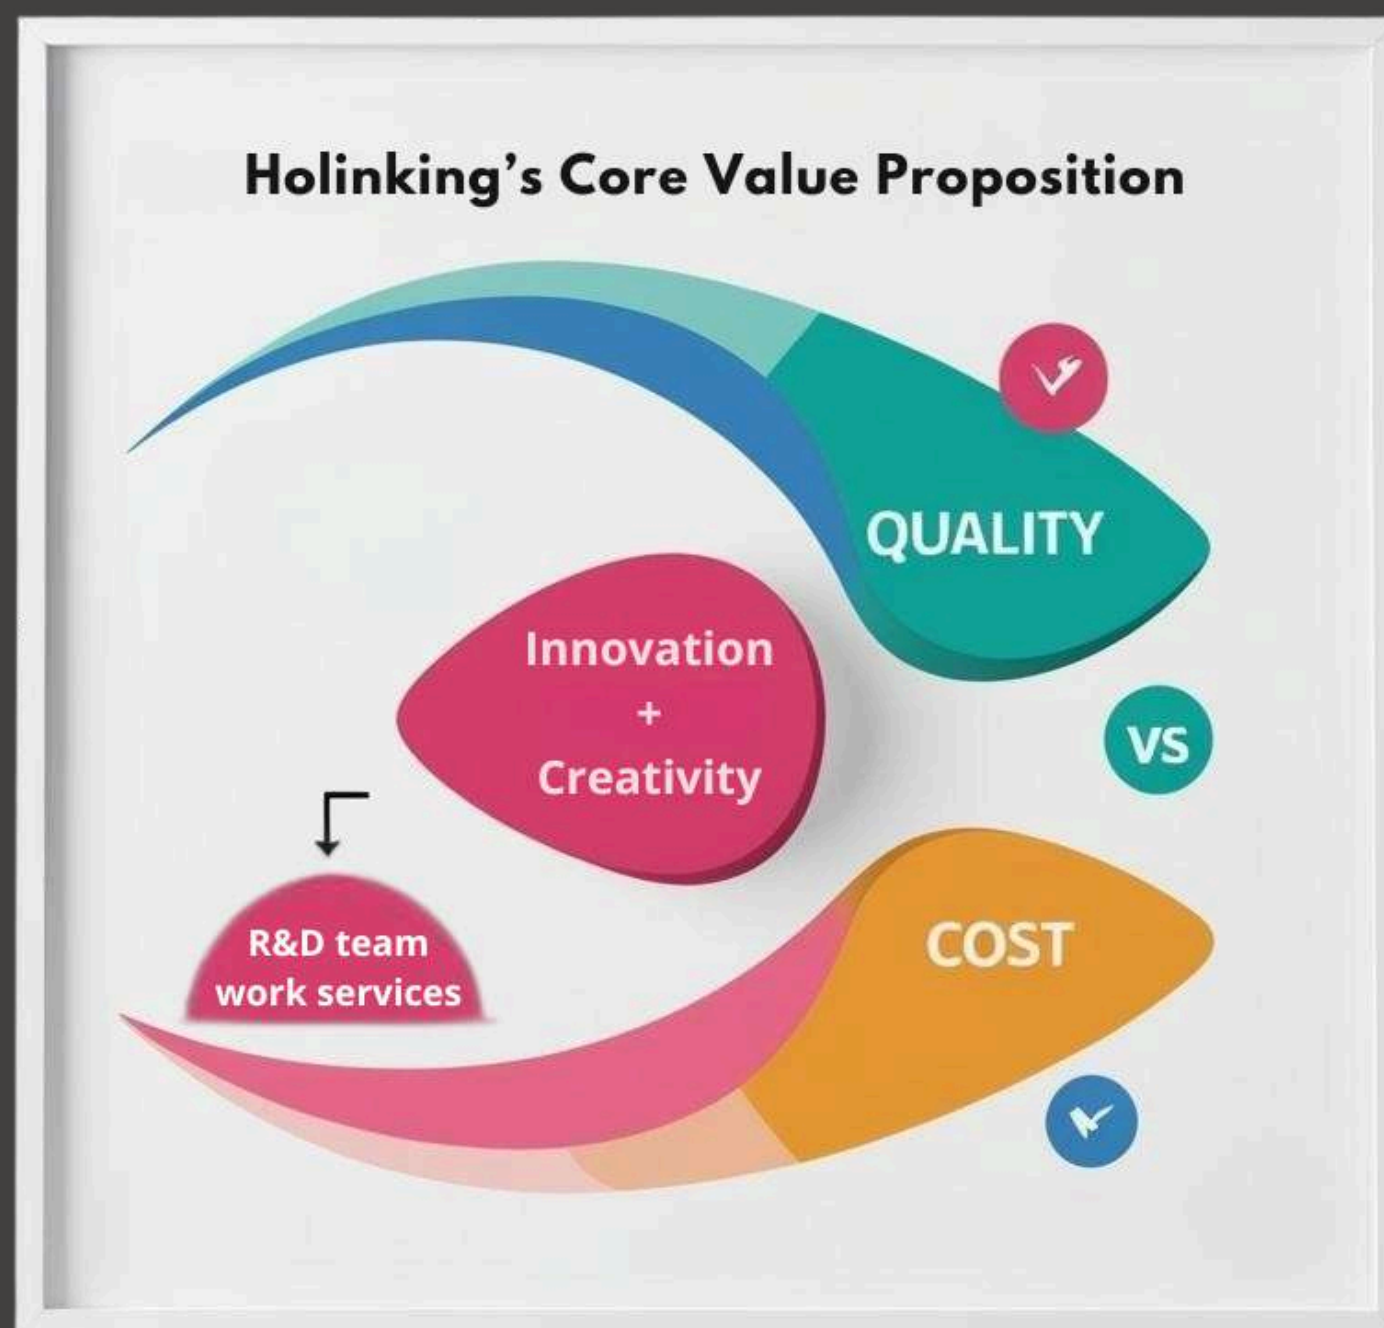 Holinking's Core Value Proposition
QUALITY
Innovation
+
Creativity
VS
R&D team
work services
COST